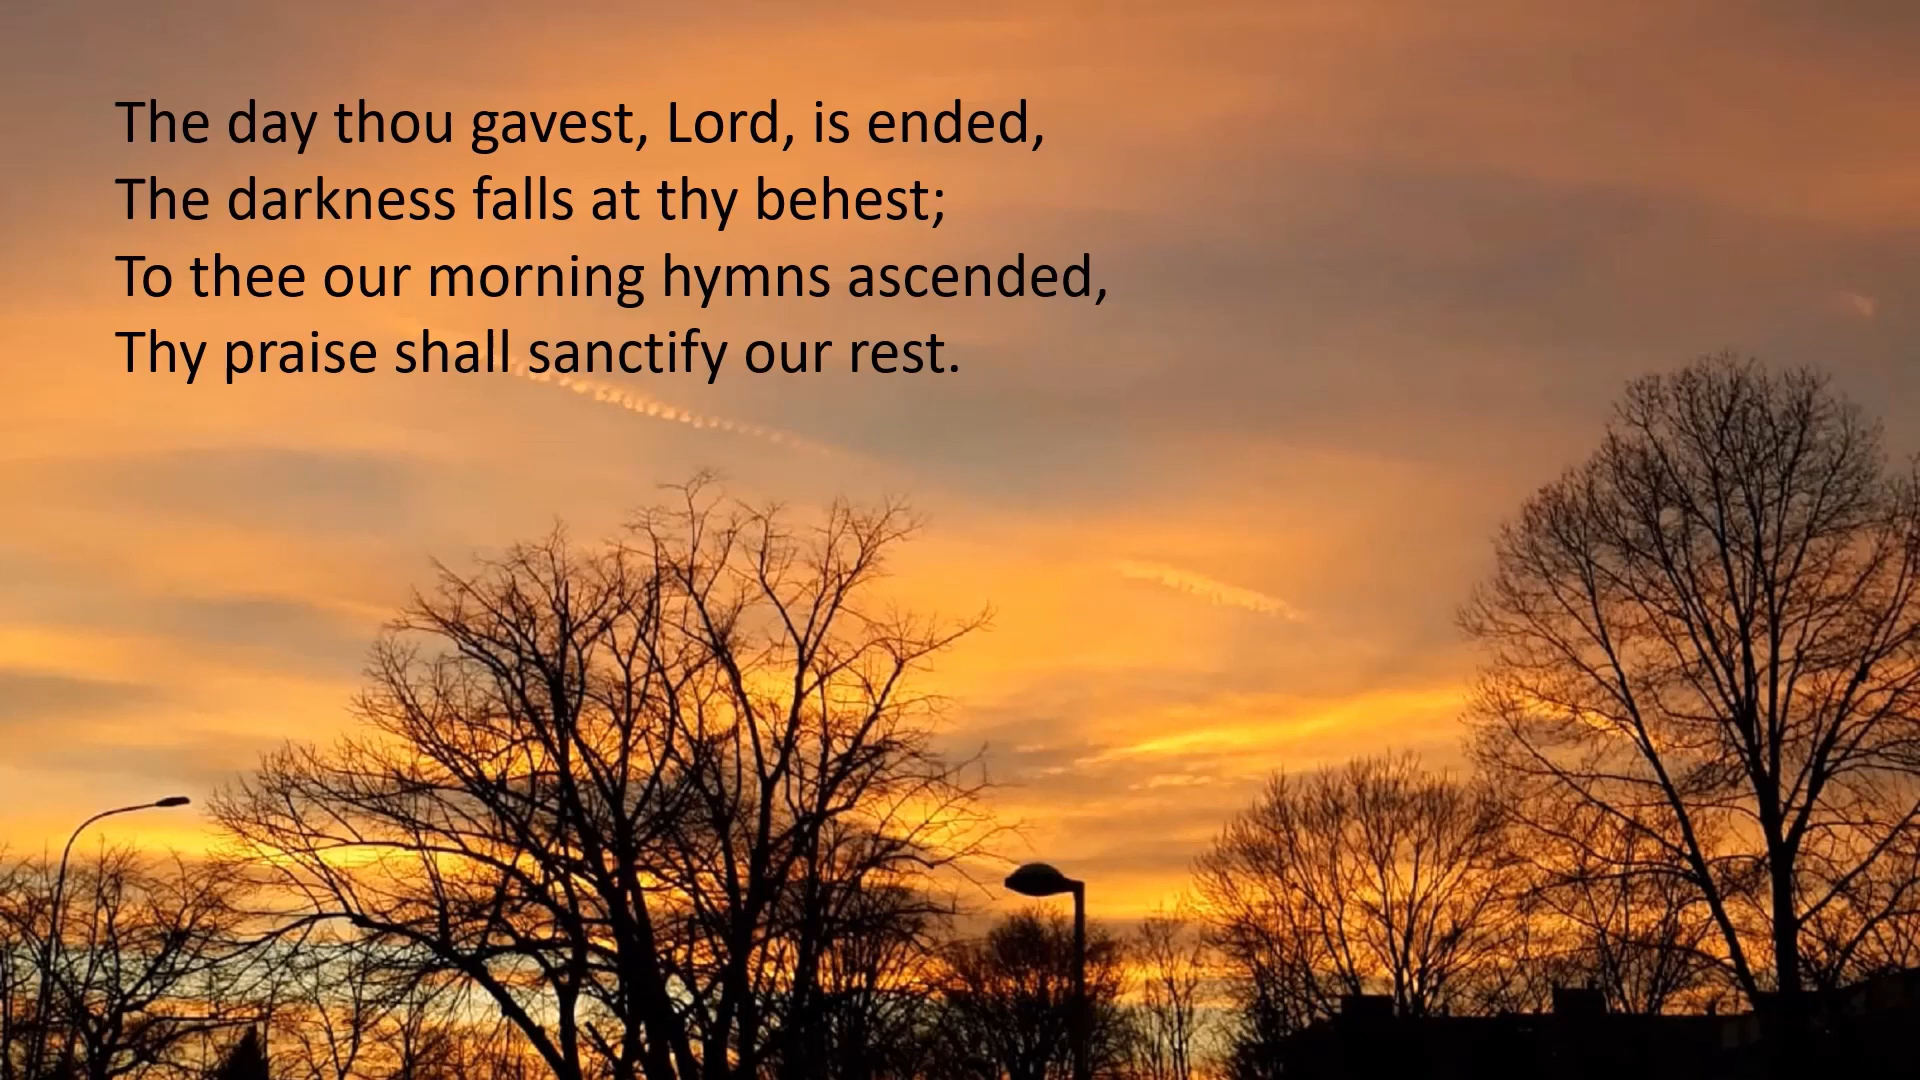 The day thou gavest, Lord, is ended,
The darkness falls at thy behest;
To thee our morning hymns ascended,
Thy praise shall sanctify our rest.